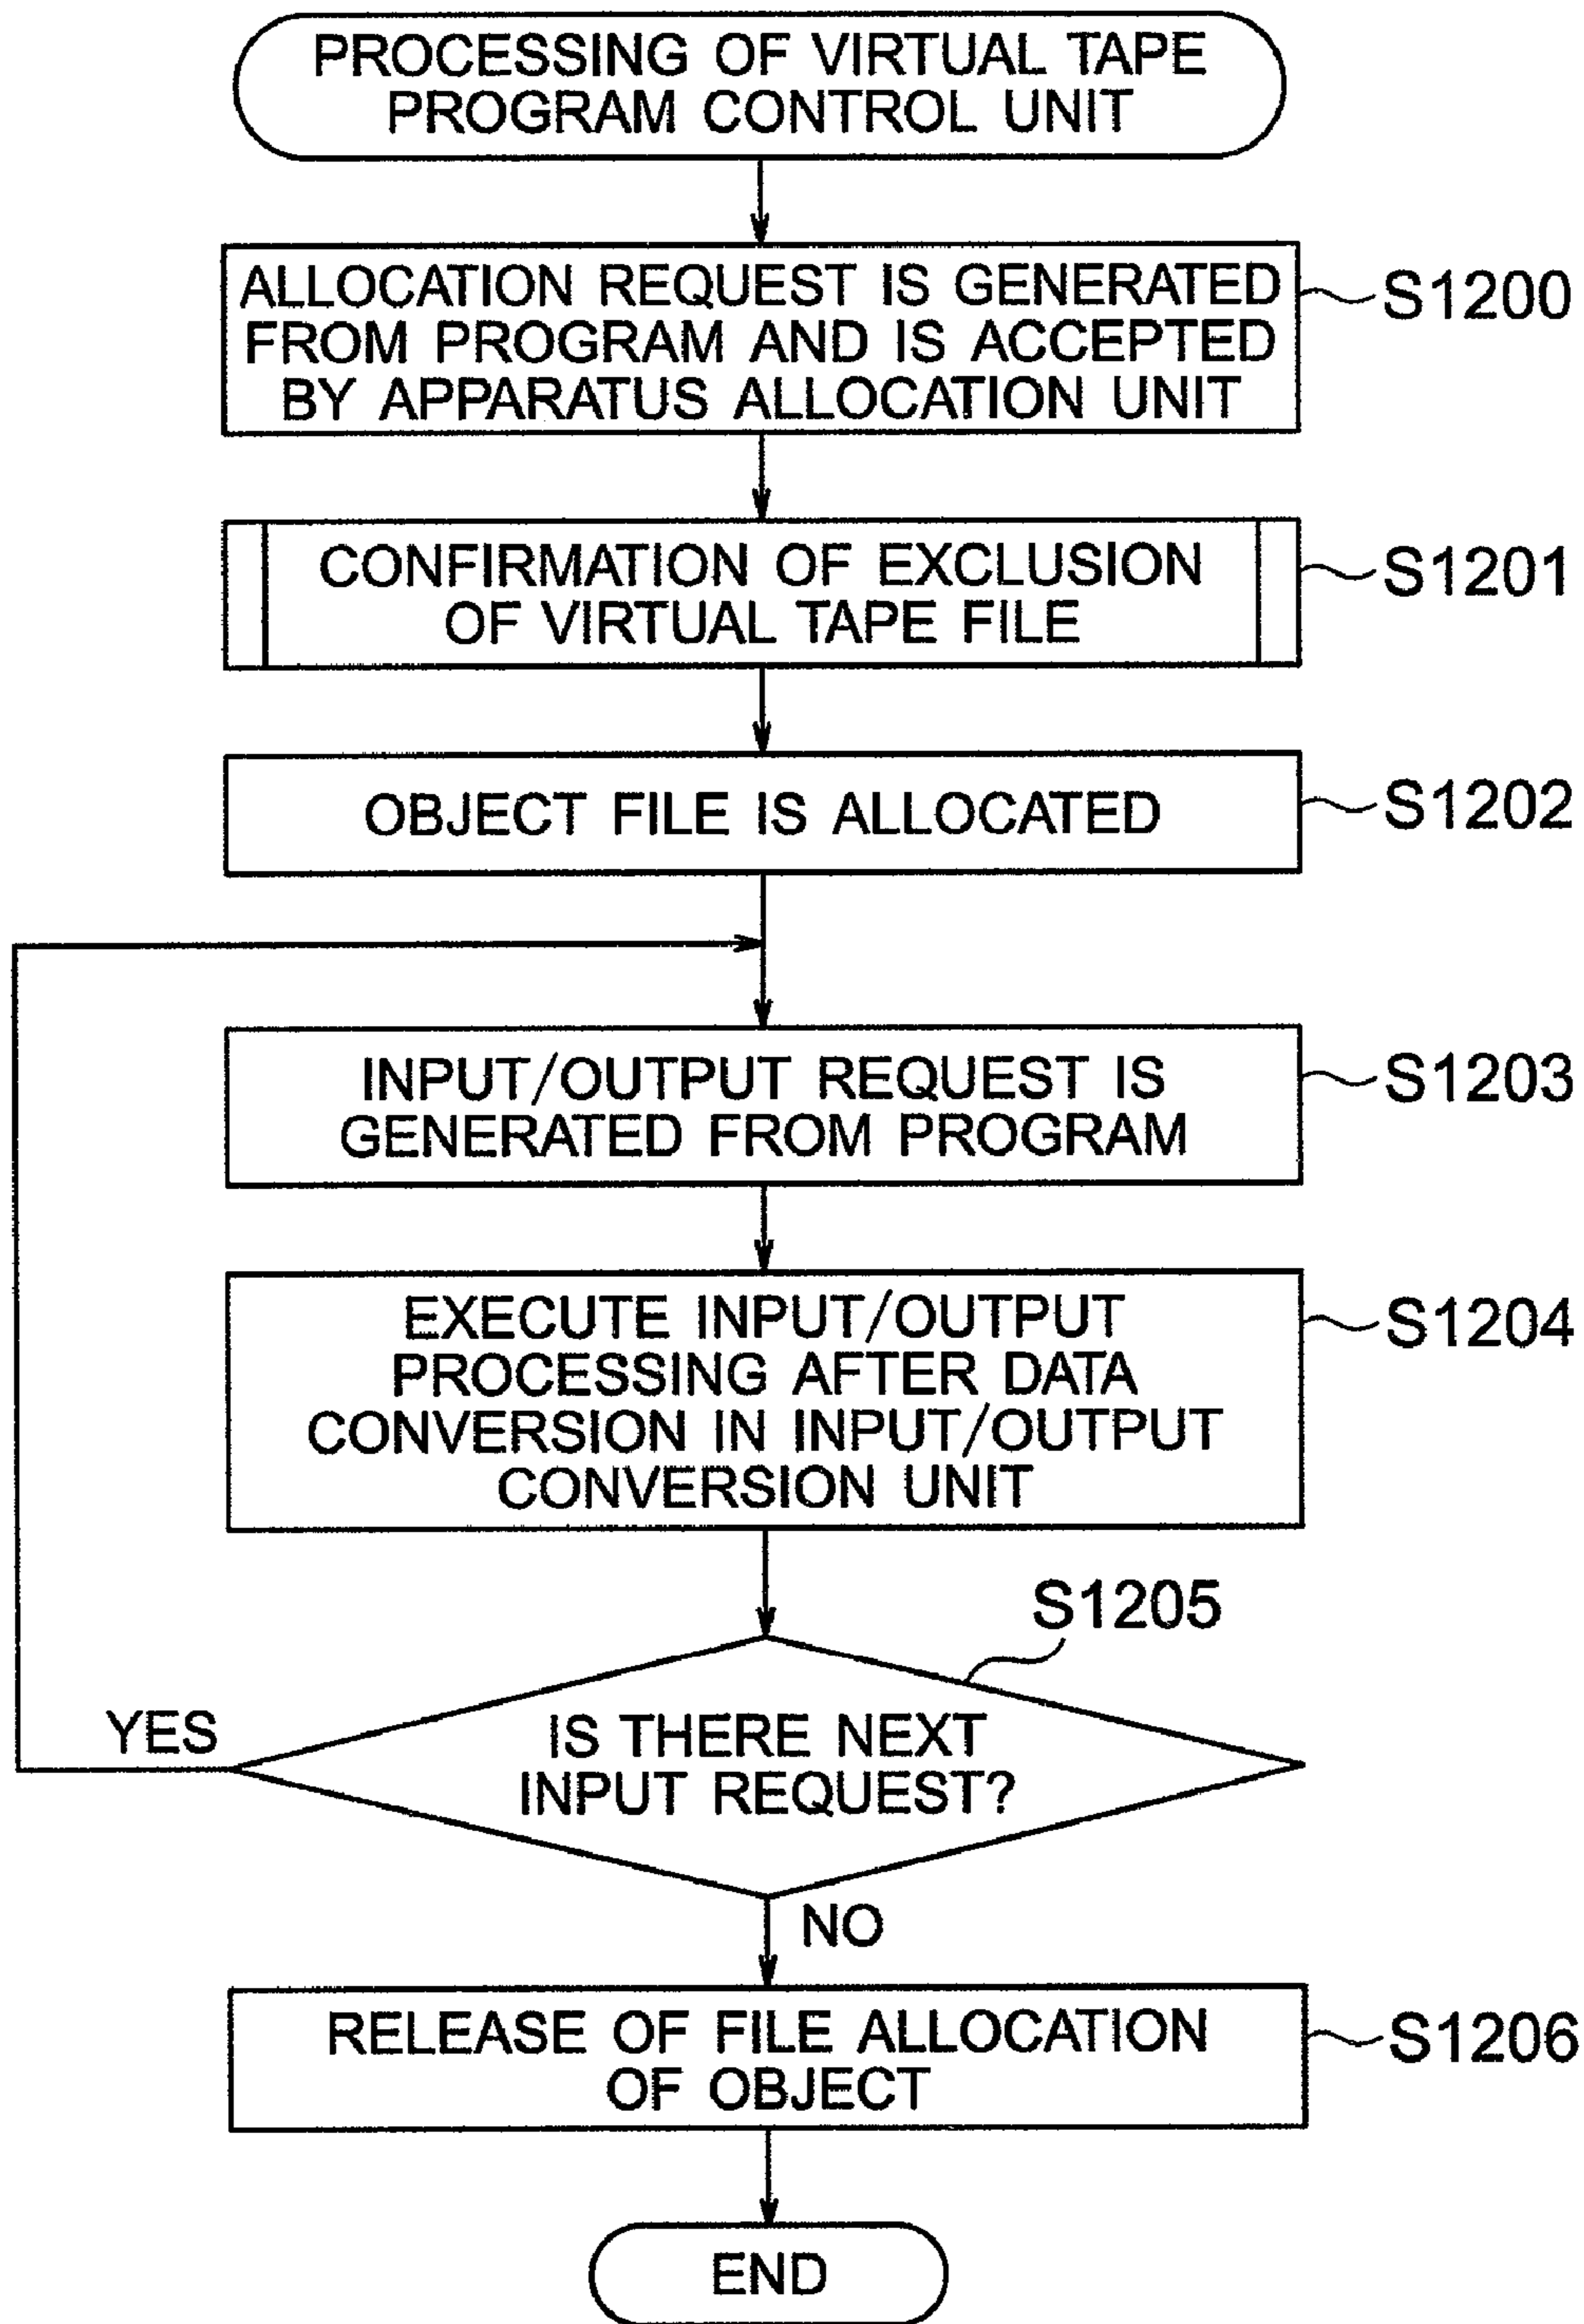 PROCESSING OF VIRTUAL TAPE
PROGRAM CONTROL UNIT
ALLOCATION REQUEST IS GENERATED
FROM PROGRAM AND IS ACCEPTED
BY APPARATUS ALLOCATION UNIT
S1200
CONFIRMATION OF EXCLUSION
OF VIRTUAL TAPE FILE
S1201
OBJECT FILE IS ALLOCATED
S1202
INPUT/OUTPUT REQUEST IS
GENERATED FROM PROGRAM
S1203
EXECUTE INPUT/OUTPUT
PROCESSING AFTER DATA
CONVERSION IN INPUT/OUTPUT
CONVERSION UNIT
S1204
S1205
YES
IS THERE NEXT
INPUT REQUEST?
NO
RELEASE OF FILE ALLOCATION
OF OBJECT
S1206
END